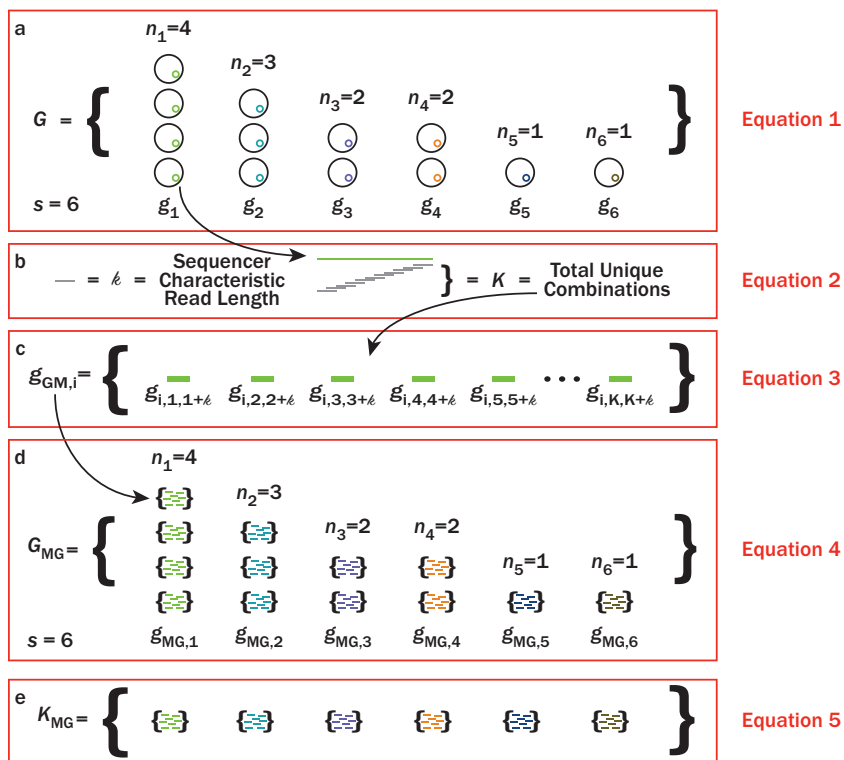 a
n1=4
n2=3
n3=2
n4=2
n5=1
n6=1
G = { }
Equation 1
s = 6
g1 g2 g3 g4 g5 g6
b
= 𝓀 = Sequencer Characteristic Read Length } = K = Total Unique Combinations
Equation 2
c
gGM,i= { ••• }
gi,1,1+𝓀 gi,2,2+𝓀 gi,3,3+𝓀 gi,4,4+𝓀 gi,5,5+𝓀 gi,K,K+𝓀
Equation 3
d
n1=4
n2=3
n3=2
n4=2
n5=1
n6=1
GMG= { }
Equation 4
s = 6
gMG,1 gMG,2 gMG,3 gMG,4 gMG,5 gMG,6
e
KMG= { {} {} {} {} {} {} }
Equation 5